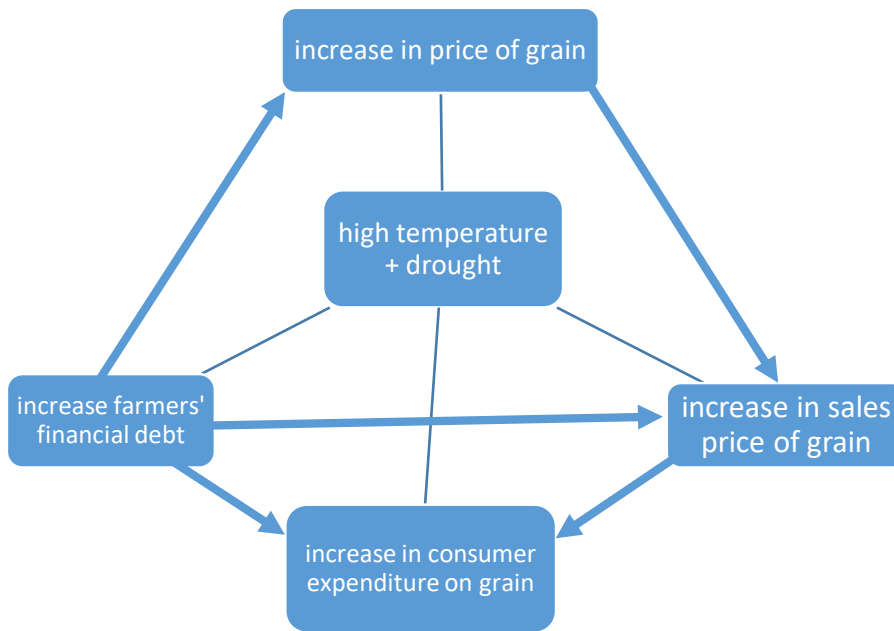 increase in price of grain
high temperature
+ drought
increase farmers'
financial debt
increase in sales
price of grain
increase in consumer
expenditure on grain